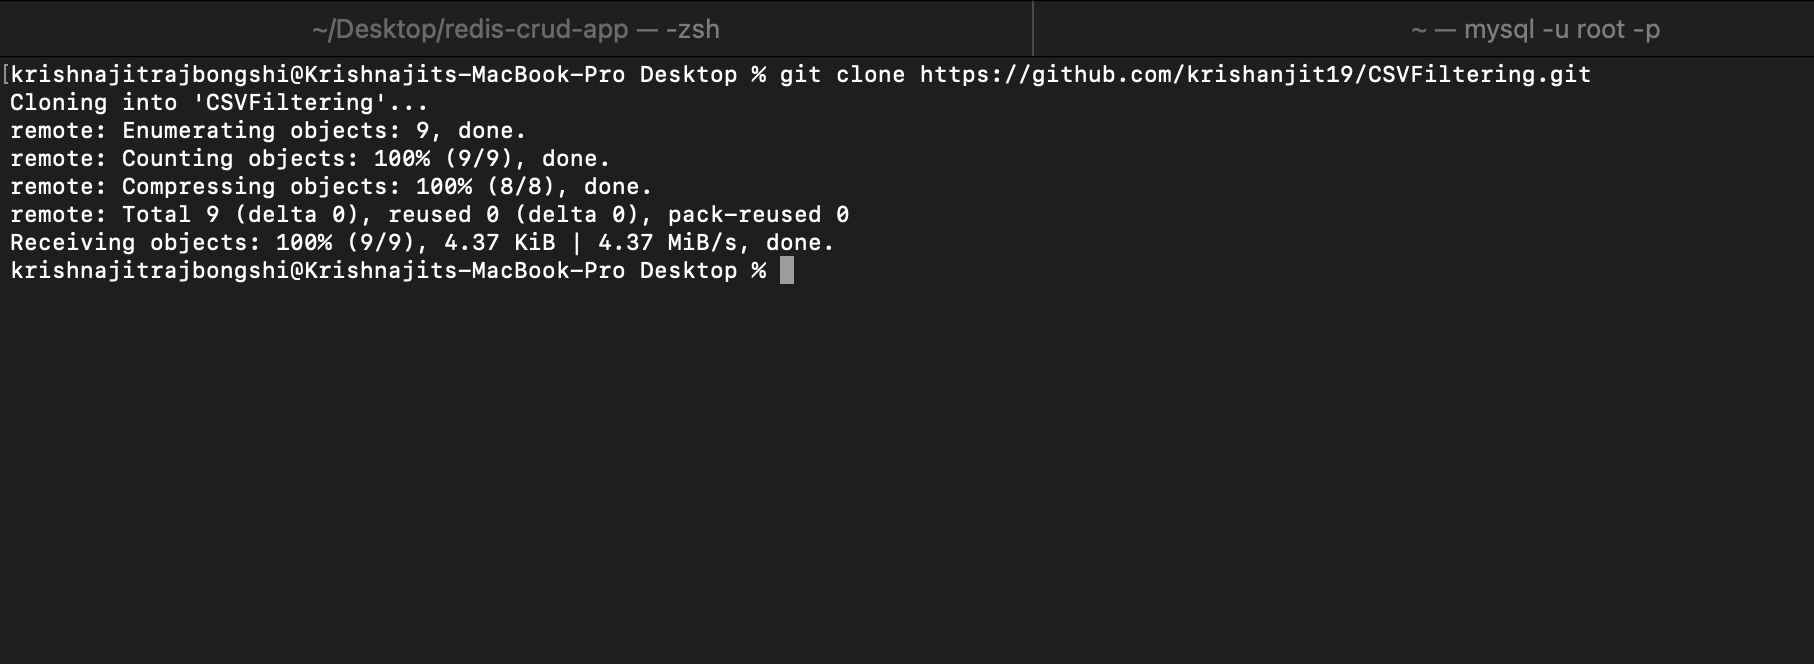 ~/Desktop/redis-crud-app — -zsh
~ — mysql -u root -p
[krishnajitrajbongshi@Krishnajits-MacBook-Pro Desktop % git clone https://github.com/krishanjit19/CSVFiltering.git
Cloning into 'CSVFiltering'...
remote: Enumerating objects: 9, done.
remote: Counting objects: 100% (9/9), done.
remote: Compressing objects: 100% (8/8), done.
remote: Total 9 (delta 0), reused 0 (delta 0), pack-reused 0
Receiving objects: 100% (9/9), 4.37 KiB | 4.37 MiB/s, done.
krishnajitrajbongshi@Krishnajits-MacBook-Pro Desktop %